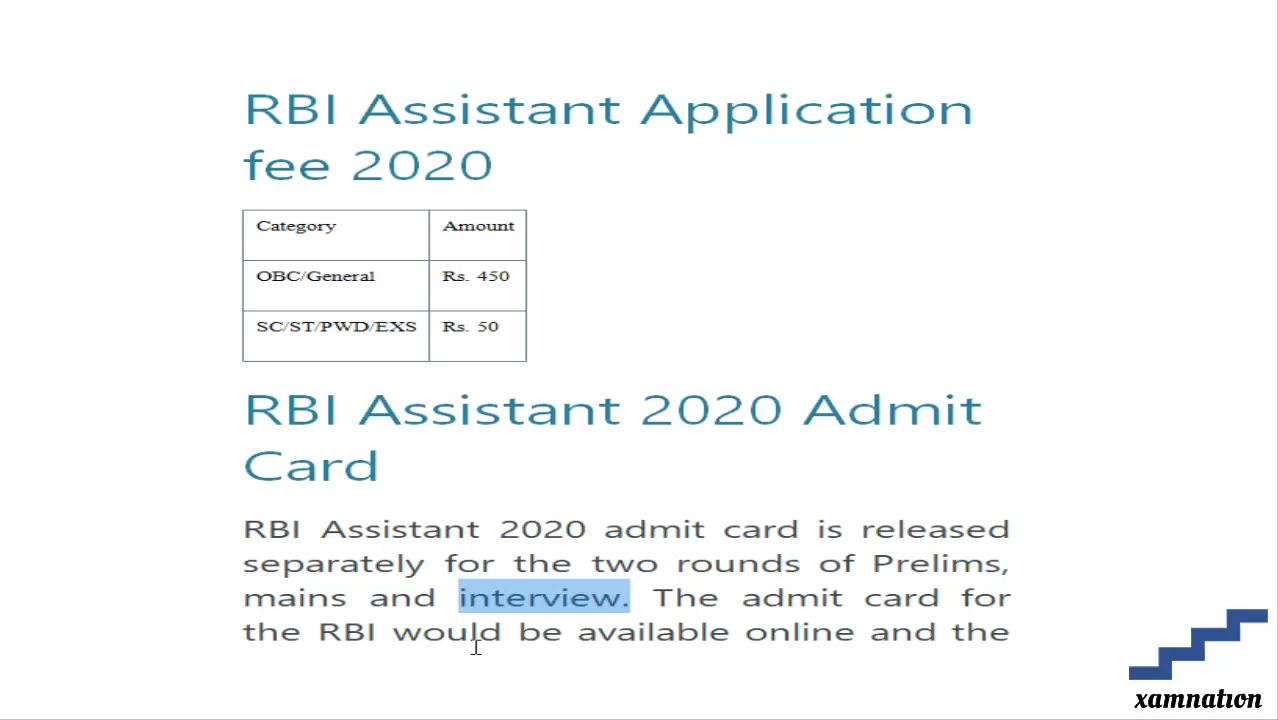 RBI Assistant Application
fee 2020
Category Amount
OBC/General Rs. 450
SC/ST/PWD/EXS Rs. 50
RBI Assistant 2020 Admit
Card
RBI Assistant 2020 admit card is released
separately for the two rounds of Prelims,
mains and interview. The admit card for
the RBI would be available online and the
xamnation